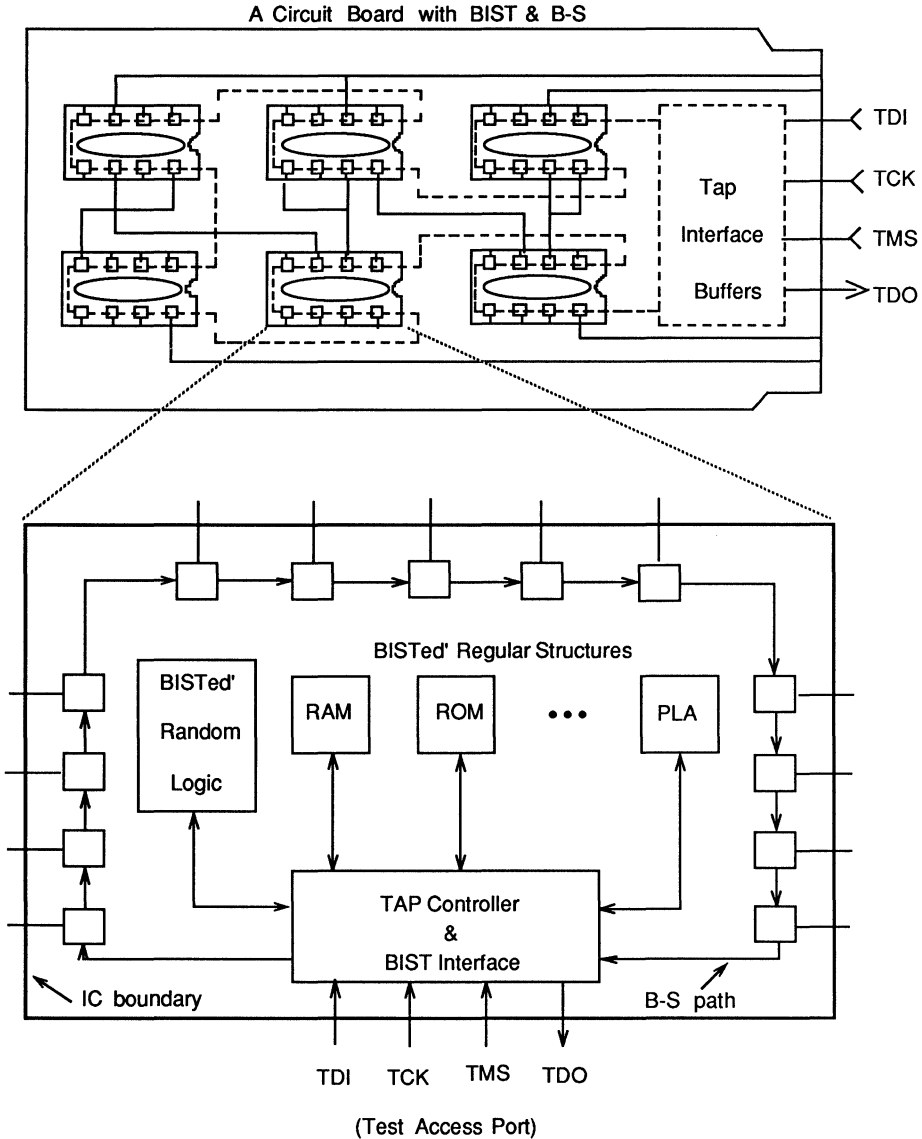 A Circuit Board with BIST & B-S
TDI
TCK
TMS
TDO
Tap
Interface
Buffers
BISTed' Regular Structures
BISTed'
Random
Logic
RAM
ROM
PLA
TAP Controller
&
BIST Interface
IC boundary
B-S path
TDI
TCK
TMS
TDO
(Test Access Port)